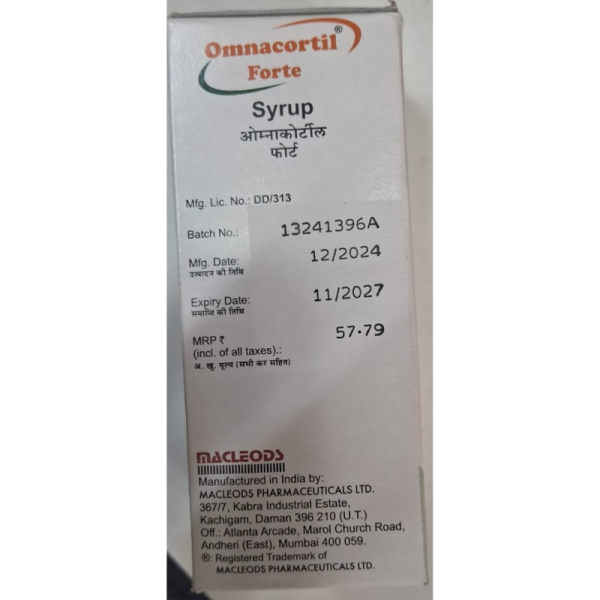 Omnacortil®
Forte
Syrup
ओम्नाकोर्टील
फोर्ट
Mfg. Lic. No.: DD/313
Batch No.: 13241396A
Mfg. Date: 12/2024
उत्पादन की तिथि
Expiry Date: 11/2027
समाप्ति की तिथि
MRP ₹ 57.79
(incl. of all taxes).:
अ. खु. मूल्य (सभी कर सहित)
MACLEODS
Manufactured in India by:
MACLEODS PHARMACEUTICALS LTD.
367/7, Kabra Industrial Estate,
Kachigam, Daman 396 210 (U.T.)
Off.: Atlanta Arcade, Marol Church Road,
Andheri (East), Mumbai 400 059.
®: Registered Trademark of
MACLEODS PHARMACEUTICALS LTD.